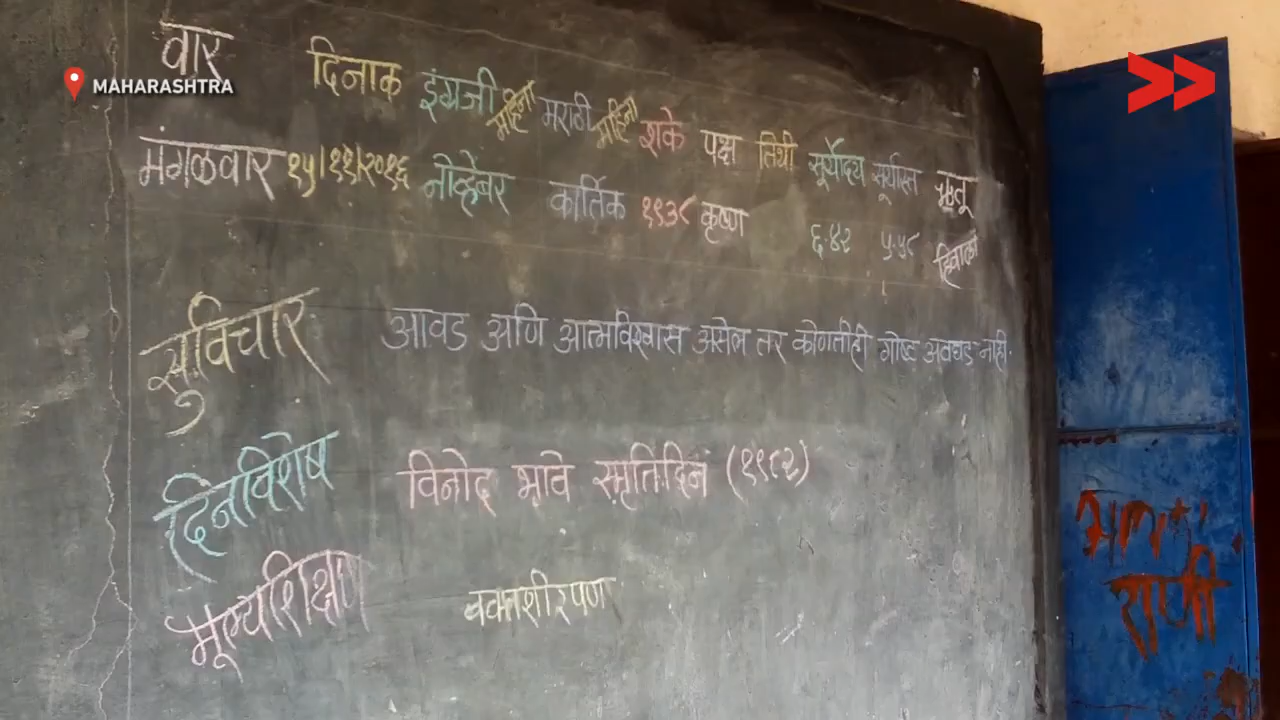 वार दिनाक इंग्रजी महिना मराठी महिना शके पक्ष तिथी सूर्योदय सूर्यास्त ऋतू
MAHARASHTRA
मंगळवार १५/११/२०१६ नोव्हेंबर कार्तिक १९३८ कृष्ण ६.४२ ५.५८ हिवाळा
सुविचार आवड अणि आत्मविश्वास असेल तर कोणतीही गोष्ट अवघड नाही.
दिनविशेष विनोद भावे स्मृतिदिन (१९८२)
मूल्यशिक्षण वक्तशीरपणा
राणी